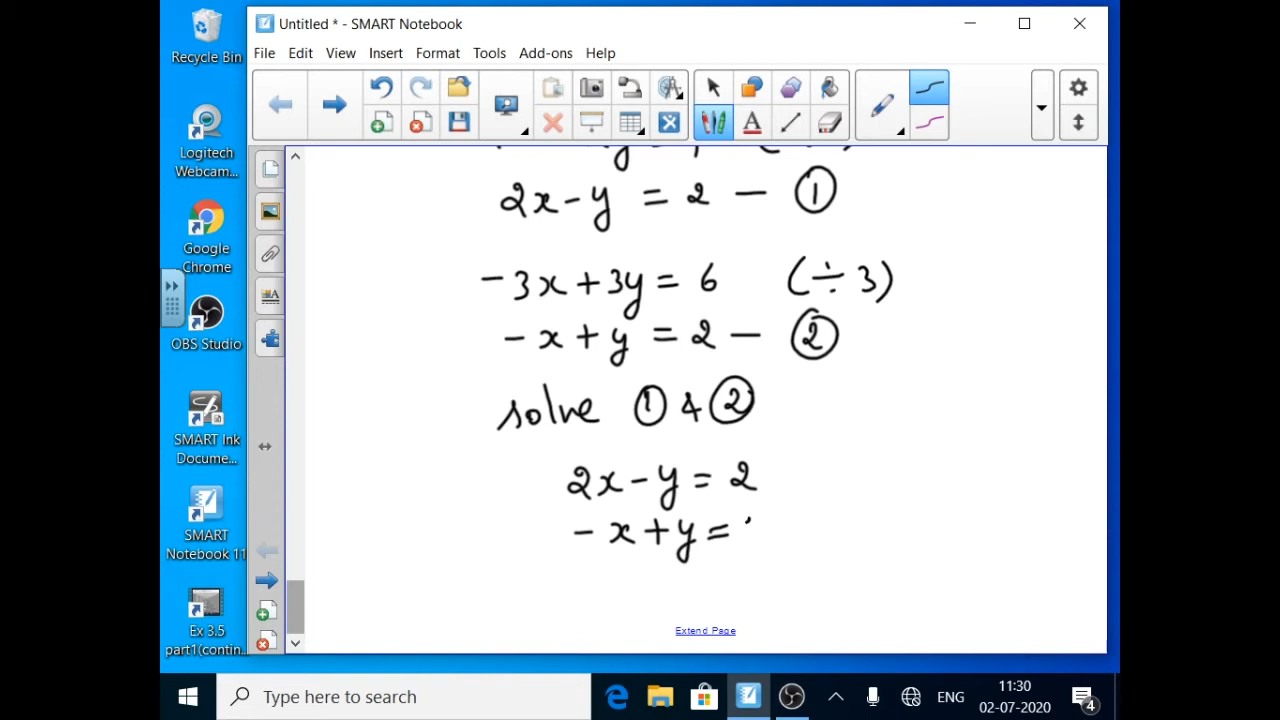 Recycle Bin
Logitech
Webcam...
Google
Chrome
OBS Studio
SMART Ink
Docume...
SMART
Notebook 11
Ex 3.5
part1(contin...
Untitled * - SMART Notebook
File Edit View Insert Format Tools Add-ons Help
2x - y = 2 — ①
-3x + 3y = 6 (÷ 3)
-x + y = 2 — ②
solve ① & ②
2x - y = 2
-x + y =
Extend Page
Type here to search
ENG
11:30
02-07-2020
4